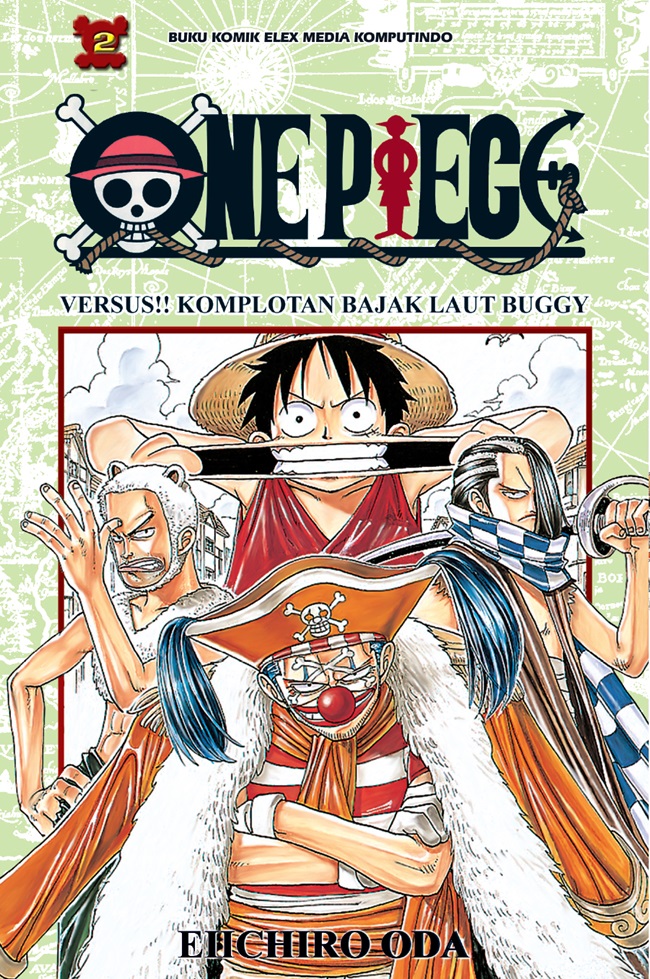 2
BUKU KOMIK ELEX MEDIA KOMPUTINDO
ONE PIECE
VERSUS!! KOMPLOTAN BAJAK LAUT BUGGY
EIICHIRO ODA